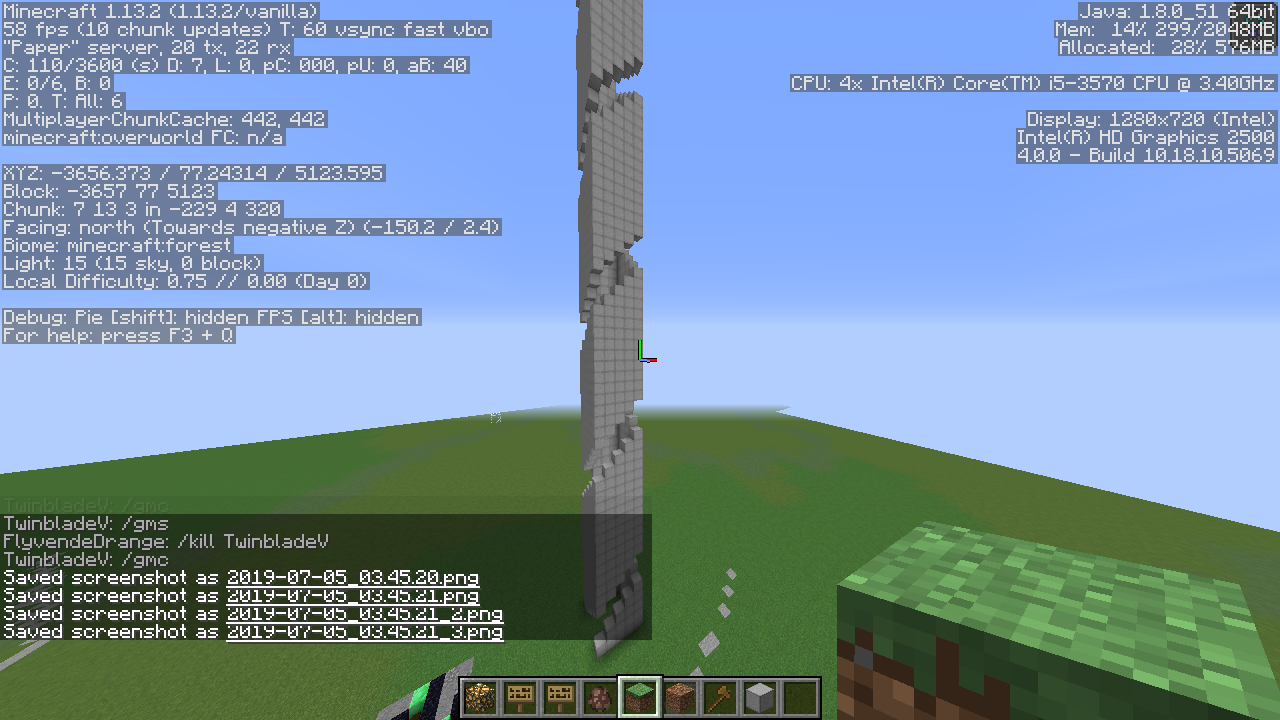 Minecraft 1.13.2 (1.13.2/vanilla)
58 fps (10 chunk updates) T: 60 vsync fast vbo
"Paper" server, 20 tx, 22 rx
C: 110/3600 (s) D: 7, L: 0, pC: 000, pU: 0, aB: 40
E: 0/6, B: 0
P: 0. T: All: 6
MultiplayerChunkCache: 442, 442
minecraft:overworld FC: n/a
XYZ: -3656.373 / 77.24314 / 5123.595
Block: -3657 77 5123
Chunk: 7 13 3 in -229 4 320
Facing: north (Towards negative Z) (-150.2 / 2.4)
Biome: minecraft:forest
Light: 15 (15 sky, 0 block)
Local Difficulty: 0.75 // 0.00 (Day 0)
Debug: Pie [shift]: hidden FPS [alt]: hidden
For help: press F3 + Q
Java: 1.8.0_51 64bit
Mem: 14% 299/2048MB
Allocated: 28% 576MB
CPU: 4x Intel(R) Core(TM) i5-3570 CPU @ 3.40GHz
Display: 1280x720 (Intel)
Intel(R) HD Graphics 2500
4.0.0 - Build 10.18.10.5069
TwinbladeV: /gmc
TwinbladeV: /gms
FlyvendeDrange: /kill TwinbladeV
TwinbladeV: /gmc
Saved screenshot as 2019-07-05_03.45.20.png
Saved screenshot as 2019-07-05_03.45.21.png
Saved screenshot as 2019-07-05_03.45.21_2.png
Saved screenshot as 2019-07-05_03.45.21_3.png